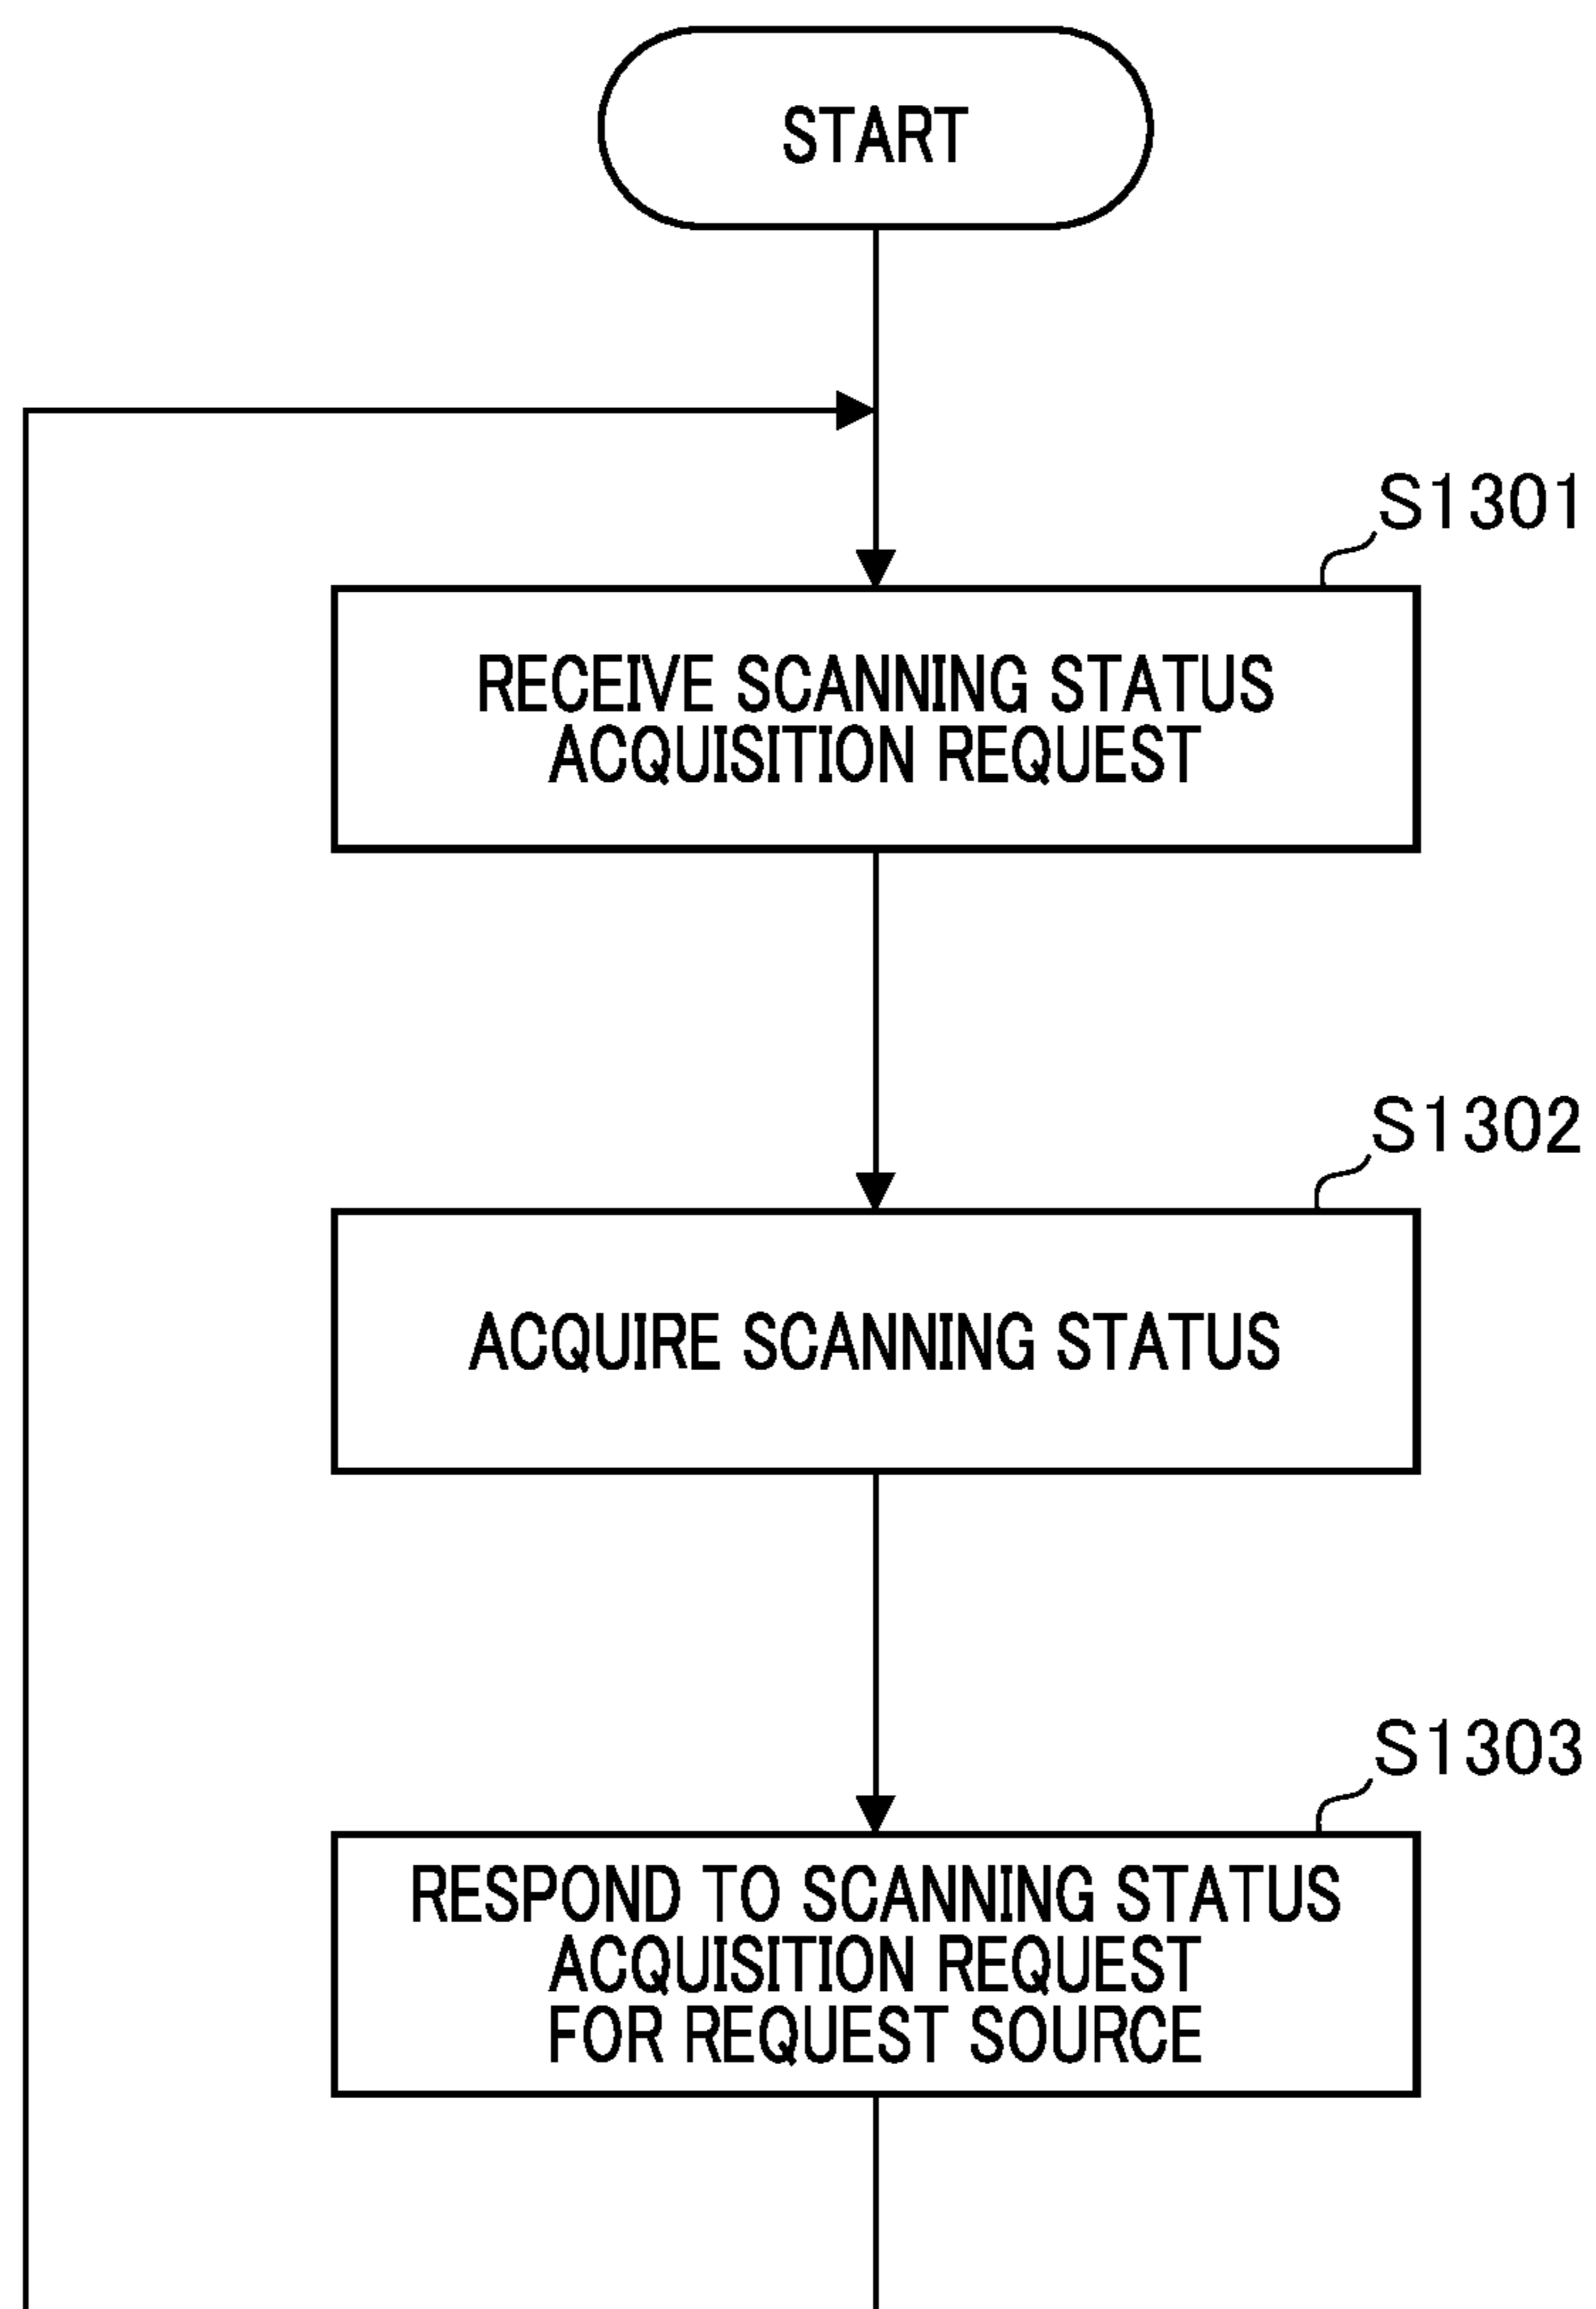 START
S1301
RECEIVE SCANNING STATUS
ACQUISITION REQUEST
S1302
ACQUIRE SCANNING STATUS
S1303
RESPOND TO SCANNING STATUS
ACQUISITION REQUEST
FOR REQUEST SOURCE